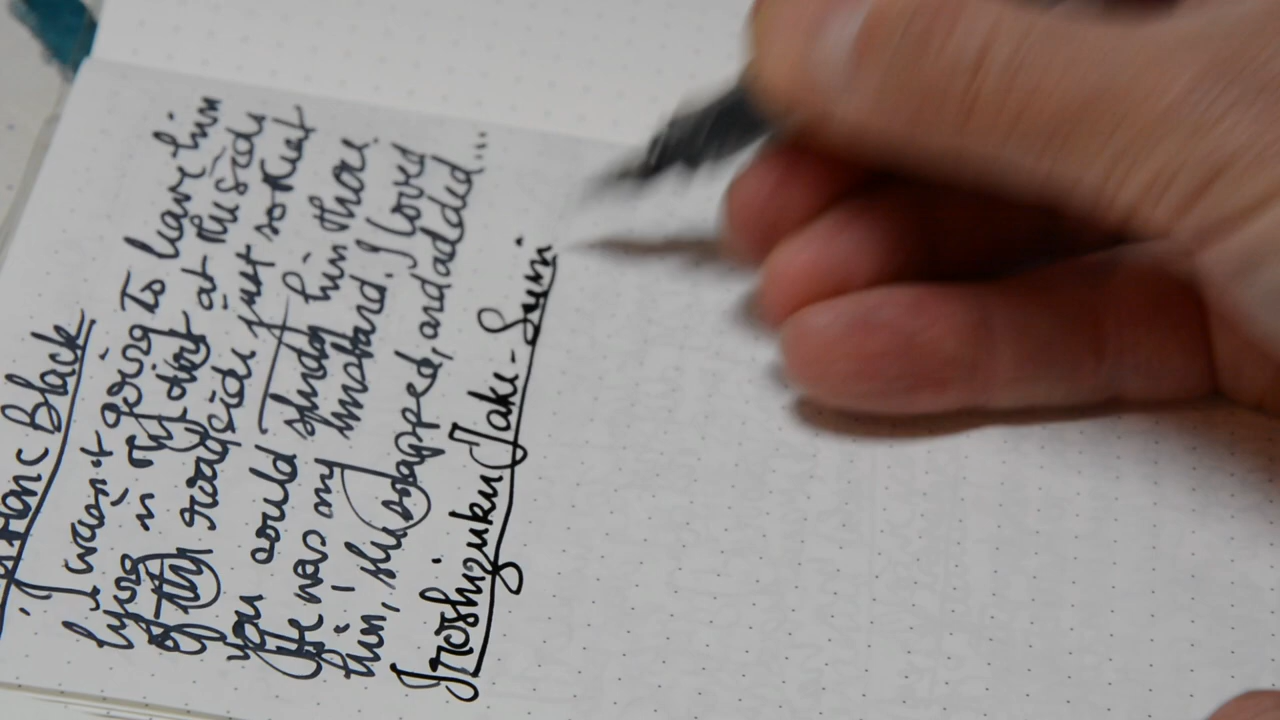 Black
'I wasn't going to leave him
lying in the dirt at the side
of the roadside just so that
you could study him there.
He was my husband. I loved
him,' she snapped, and added...
Iroshizuku Take-Sumi